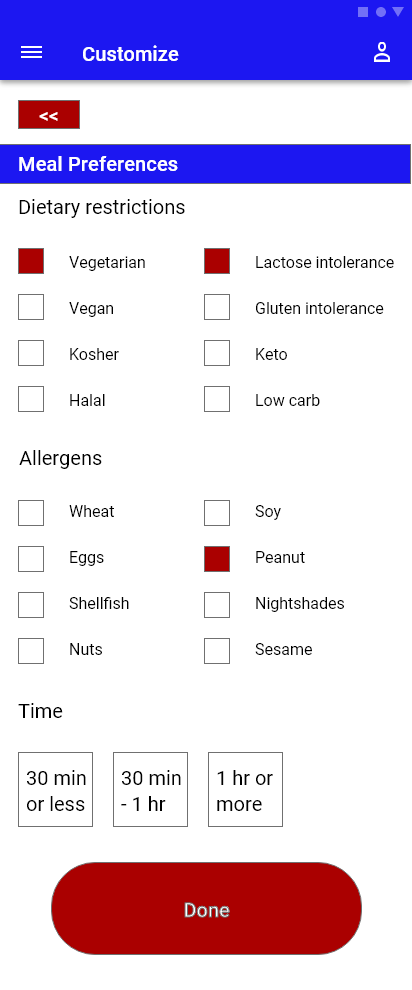 Customize
<<
Meal Preferences
Dietary restrictions
Vegetarian
Lactose intolerance
Vegan
Gluten intolerance
Kosher
Keto
Halal
Low carb
Allergens
Wheat
Soy
Eggs
Peanut
Shellfish
Nightshades
Nuts
Sesame
Time
30 min
or less
30 min
- 1 hr
1 hr or
more
Done